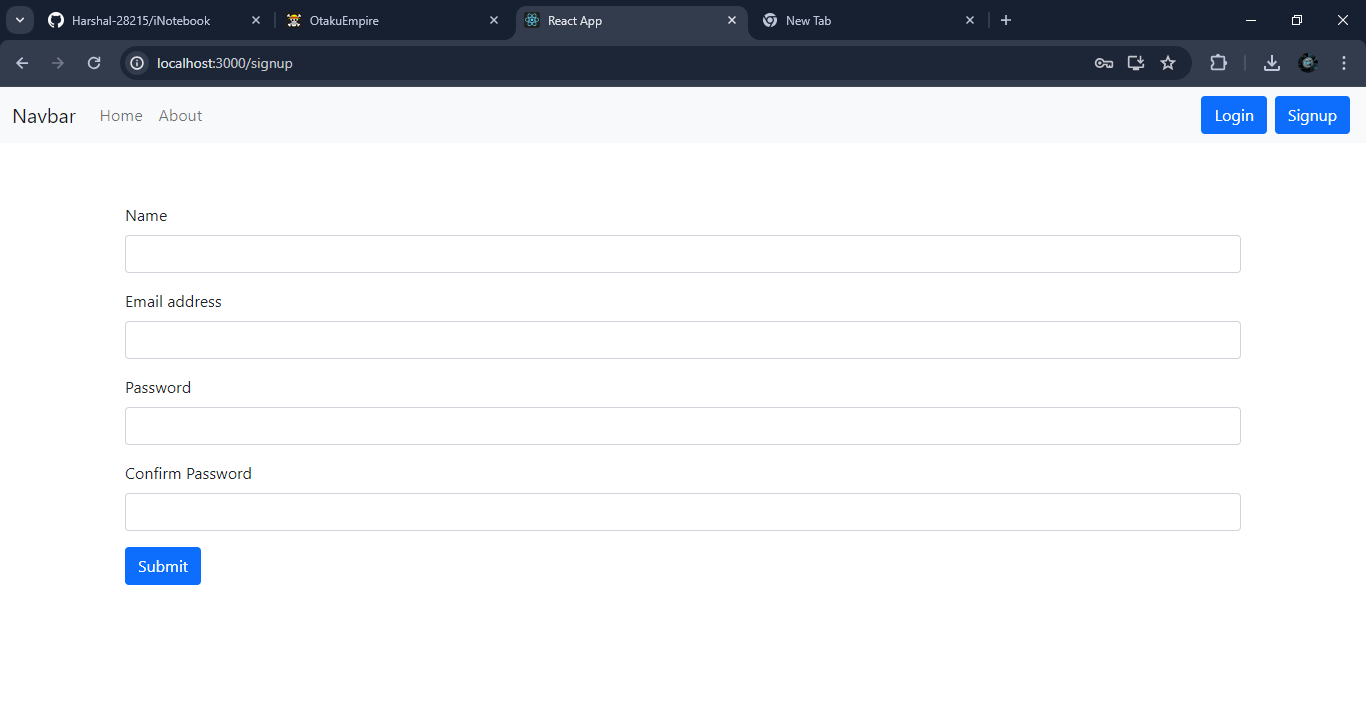 Harshal-28215/iNotebook
OtakuEmpire
React App
New Tab
localhost:3000/signup
Navbar Home About Login Signup
Name
Email address
Password
Confirm Password
Submit